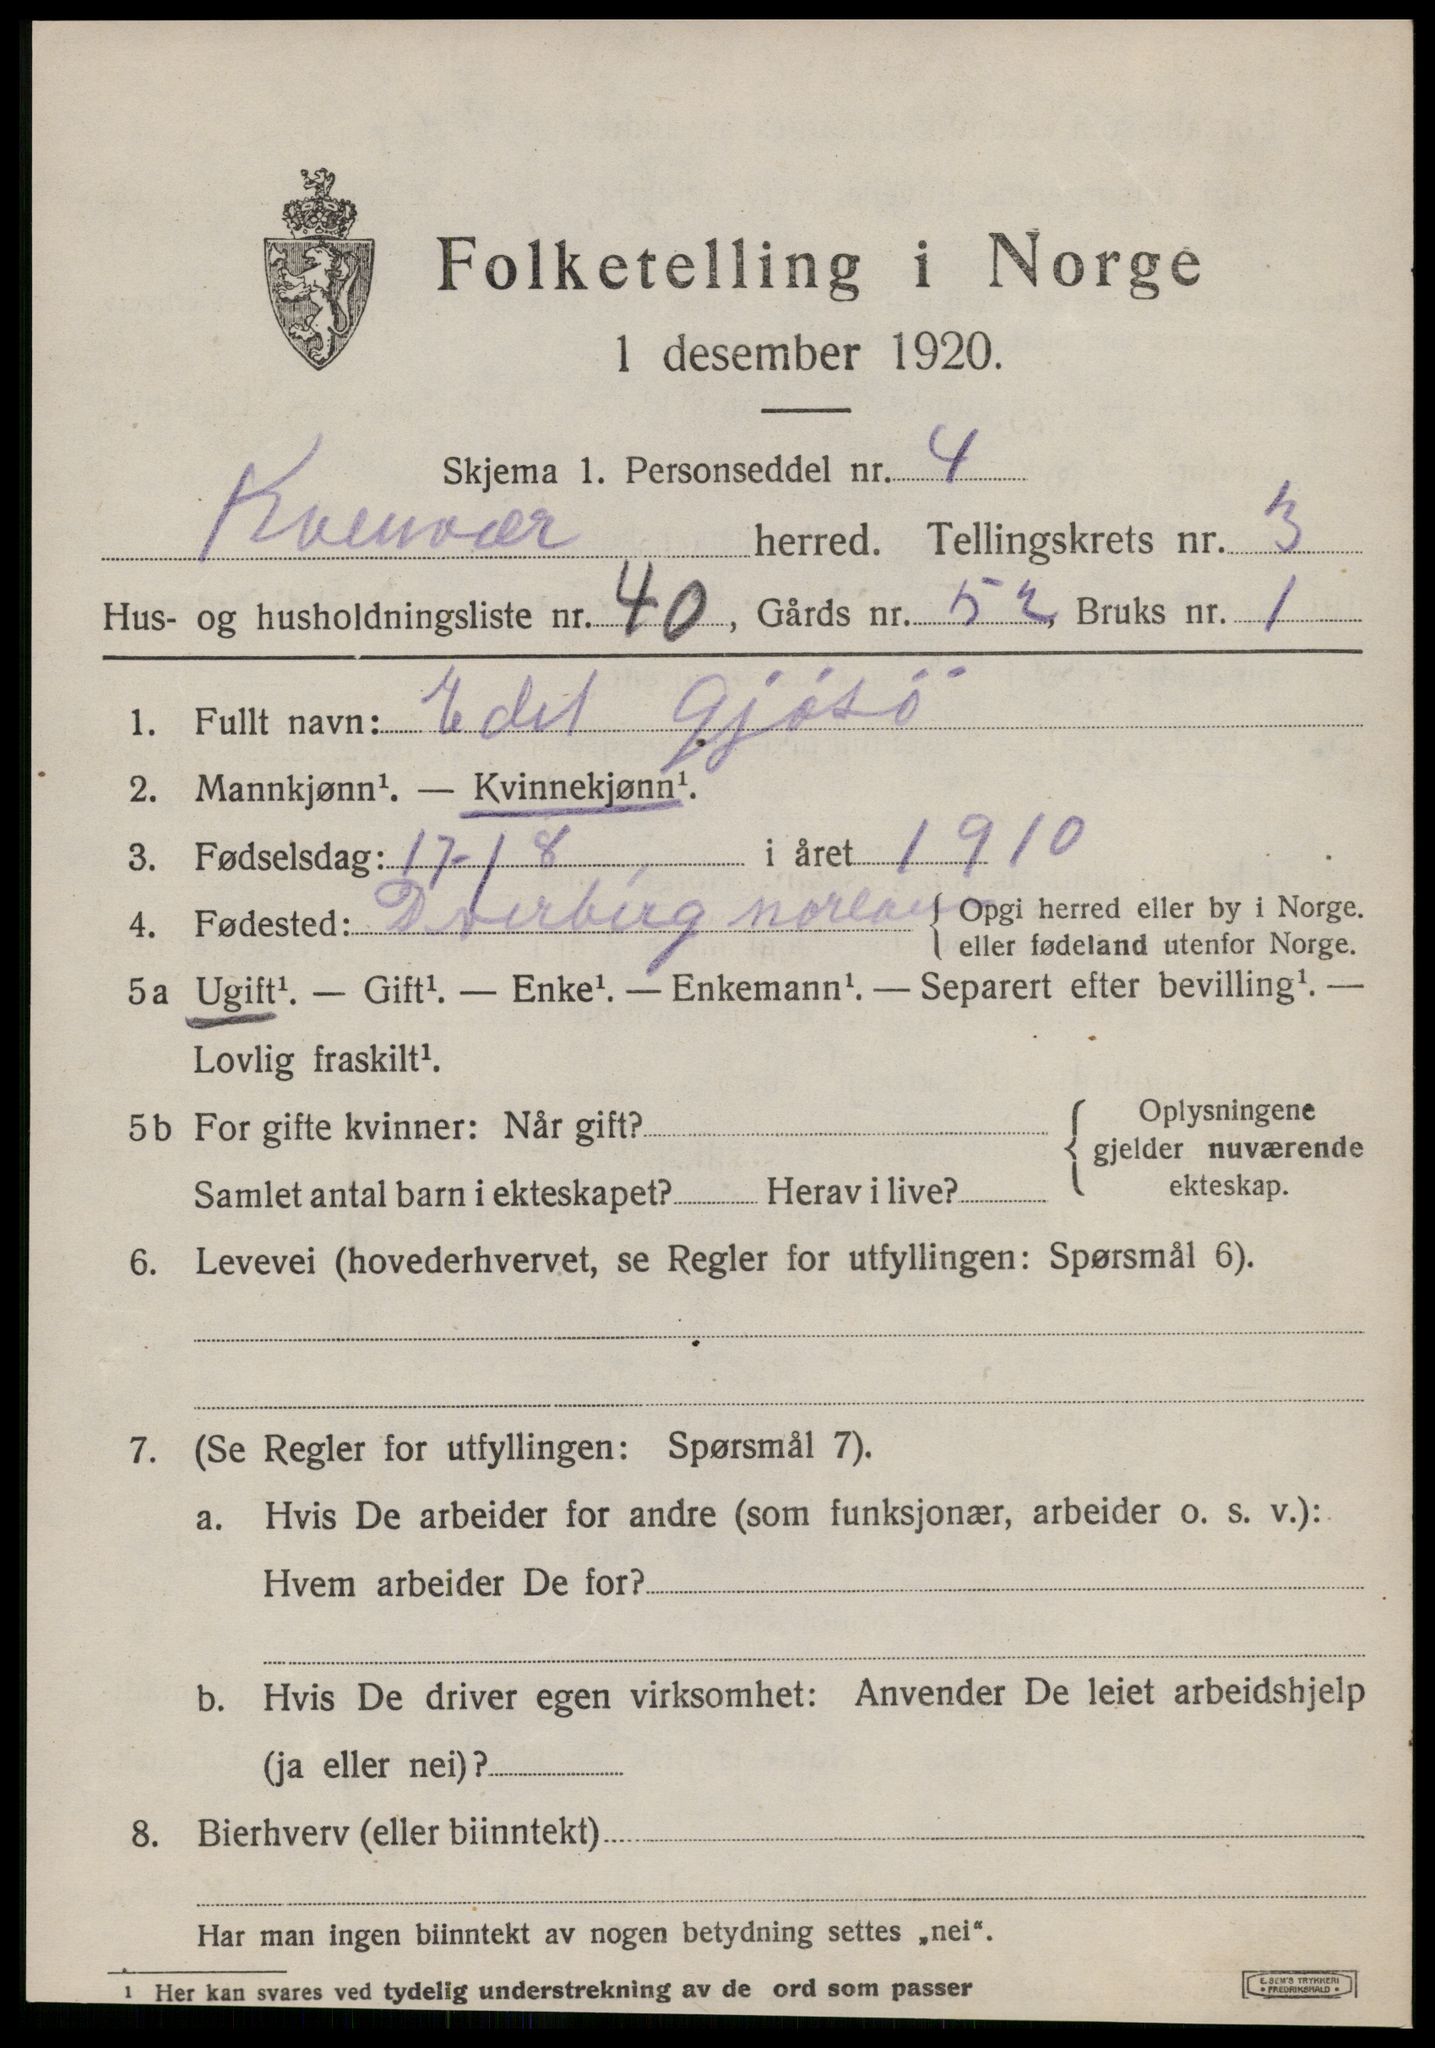 Folketelling i Norge
1 desember 1920.
Skjema 1. Personseddel nr. 4
Kvenvær herred. Tellingskrets nr. 3
Hus- og husholdningsliste nr. 40, Gårds nr. 52, Bruks nr. 1
1. Fullt navn: Edel Gjösö
2. Mannkjønn¹. — Kvinnekjønn¹.
3. Fødselsdag: 17-/8 i året 1910
4. Fødested: Dverberg { Opgi herred eller by i Norge.
eller fødeland utenfor Norge.
5a Ugift¹. — Gift¹. — Enke¹. — Enkemann¹. — Separert efter bevilling¹. —
Lovlig fraskilt¹.
5b For gifte kvinner: Når gift? { Oplysningene
gjelder nuværende
Samlet antal barn i ekteskapet? Herav i live? ekteskap.
6. Levevei (hovederhvervet, se Regler for utfyllingen: Spørsmål 6).
7. (Se Regler for utfyllingen: Spørsmål 7).
a. Hvis De arbeider for andre (som funksjonær, arbeider o. s. v.):
Hvem arbeider De for?
b. Hvis De driver egen virksomhet: Anvender De leiet arbeidshjelp
(ja eller nei)?
8. Bierhverv (eller biinntekt)
Har man ingen biinntekt av nogen betydning settes „nei“.
1 Her kan svares ved tydelig understrekning av de ord som passer
E. SEM'S TRYKKERI
• FREDRIKSHALD •